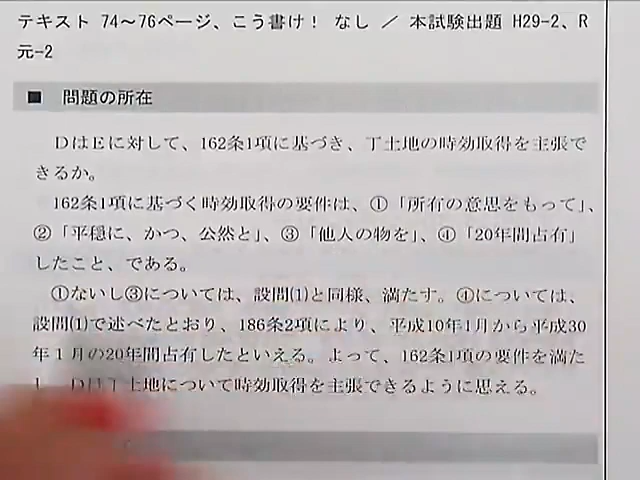 テキスト 74～76ページ、こう書け！ なし ／ 本試験出題 H29-2、R
元-2
■ 問題の所在
DはEに対して、162条1項に基づき、丁土地の時効取得を主張で
きるか。
162条1項に基づく時効取得の要件は、①「所有の意思をもって」、
②「平穏に、かつ、公然と」、③「他人の物を」、④「20年間占有」
したこと、である。
①ないし③については、設問(1)と同様、満たす。④については、
設問(1)で述べたとおり、186条2項により、平成10年1月から平成30
年1月の20年間占有したといえる。よって、162条1項の要件を満た
土地について時効取得を主張できるように思える。